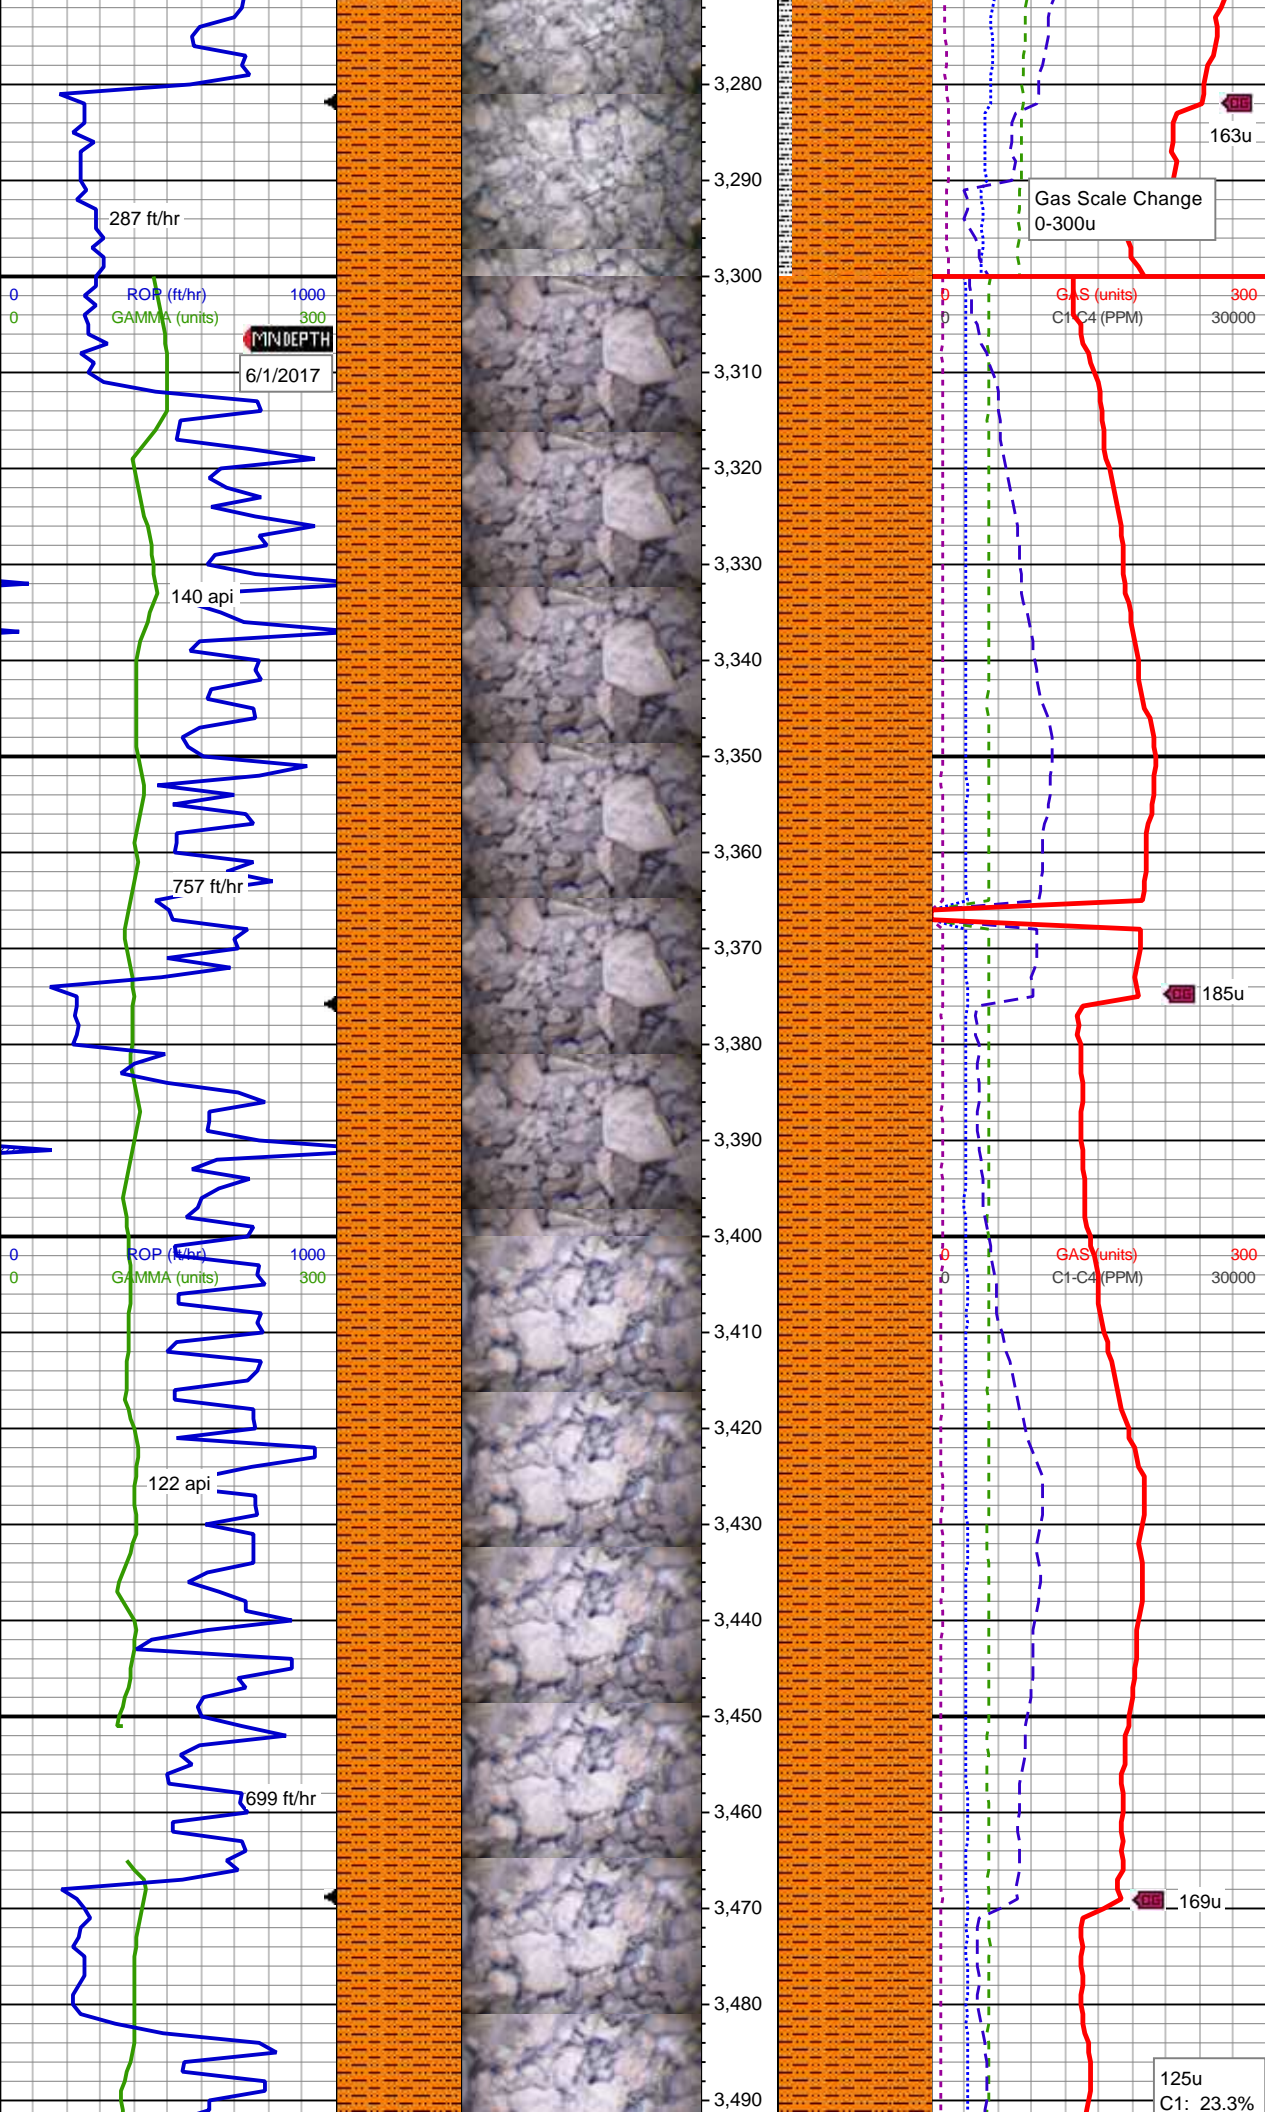 3,280
CG
163u
3,290
Gas Scale Change
0-300u
287 ft/hr
3,300
0 ROP (ft/hr) 1000
0 GAMMA (units) 300
0 GAS (units) 300
0 C1-C4 (PPM) 30000
MNDEPTH
6/1/2017
3,310
3,320
3,330
140 api
3,340
3,350
3,360
757 ft/hr
3,370
CG 185u
3,380
3,390
3,400
0 ROP (ft/hr) 1000
0 GAMMA (units) 300
0 GAS (units) 300
0 C1-C4 (PPM) 30000
3,410
3,420
122 api
3,430
3,440
3,450
699 ft/hr
3,460
CG 169u
3,470
3,480
125u
3,490
C1: 23.3%